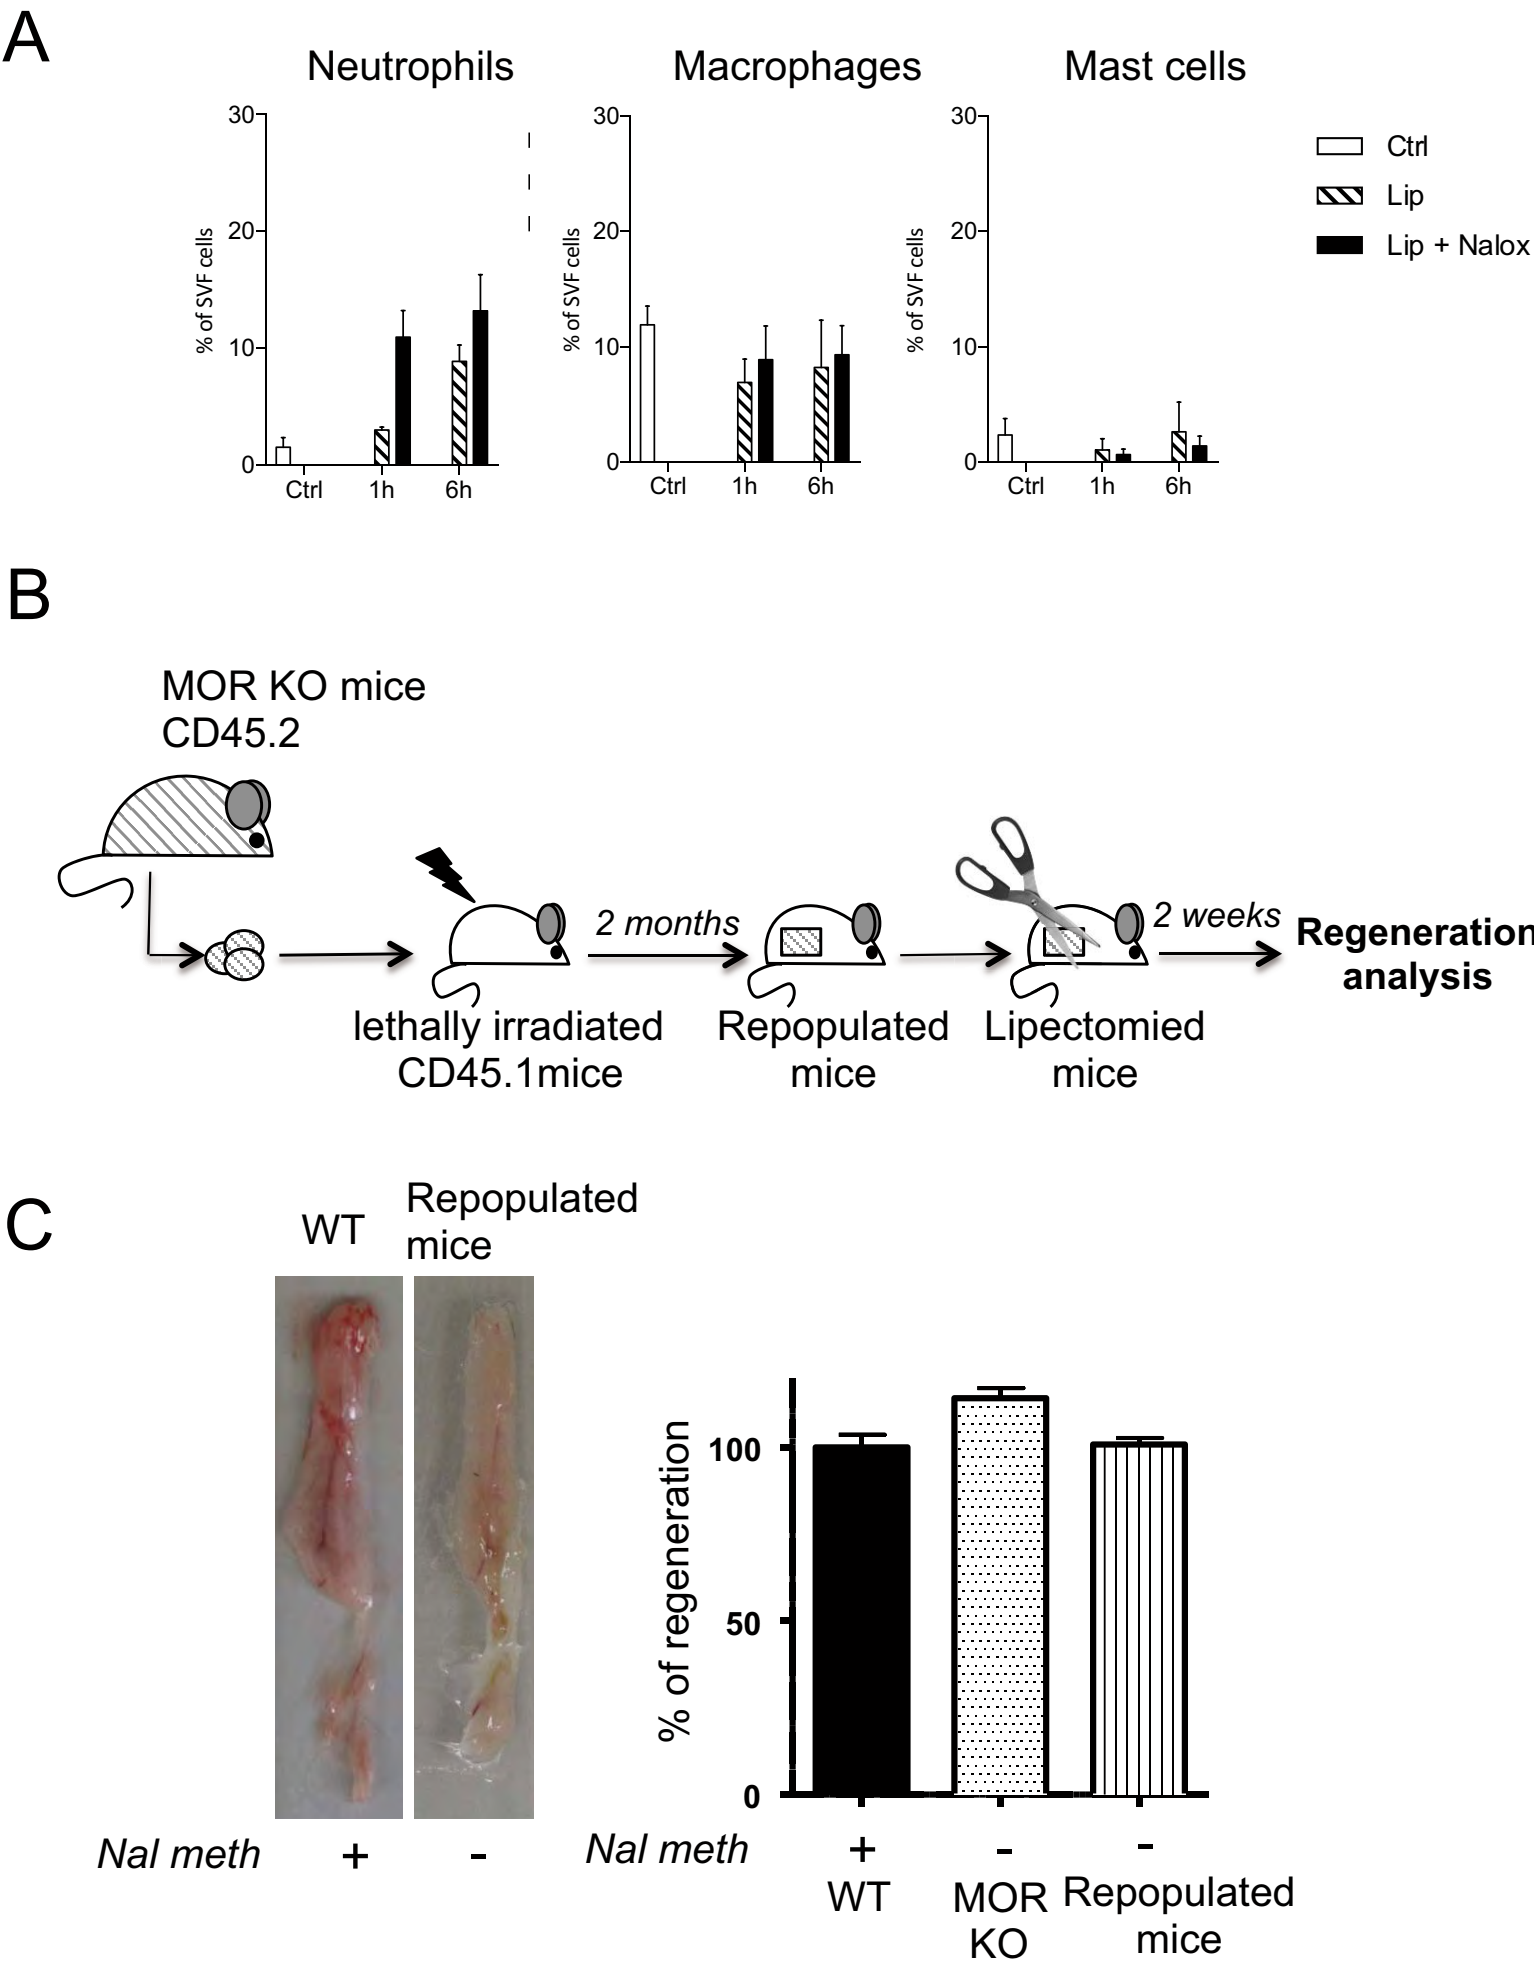 A
Neutrophils
Macrophages
Mast cells
% of SVF cells
30
20
10
0
Ctrl
1h
6h
% of SVF cells
30
20
10
0
Ctrl
1h
6h
% of SVF cells
30
20
10
0
Ctrl
1h
6h
Ctrl
Lip
Lip + Nalox
B
MOR KO mice
CD45.2
2 months
2 weeks
Regeneration
analysis
lethally irradiated
CD45.1mice
Repopulated
mice
Lipectomied
mice
C
WT
Repopulated
mice
Nal meth
+
-
% of regeneration
100
50
0
Nal meth
+
-
-
WT
MOR
KO
Repopulated
mice